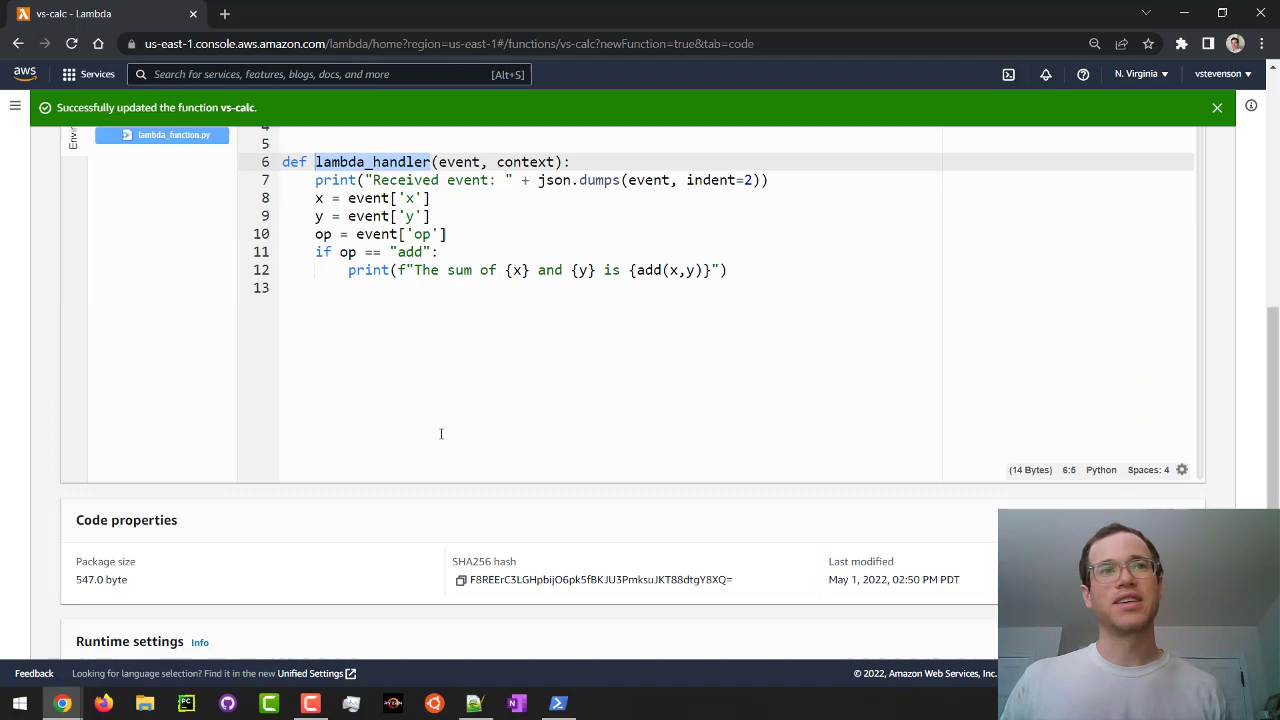 vs-calc - Lambda
us-east-1.console.aws.amazon.com/lambda/home?region=us-east-1#/functions/vs-calc?newFunction=true&tab=code
aws
Services
Search for services, features, blogs, docs, and more
[Alt+S]
N. Virginia
vstevenson
Successfully updated the function vs-calc.
Envir
lambda_function.py
4
5
6 def lambda_handler(event, context):
7 print("Received event: " + json.dumps(event, indent=2))
8 x = event['x']
9 y = event['y']
10 op = event['op']
11 if op == "add":
12 print(f"The sum of {x} and {y} is {add(x,y)}")
13
(14 Bytes) 6:5 Python Spaces: 4
Code properties
Package size
547.0 byte
SHA256 hash
F8REErC3LGHpbijO6pk5fBKJU3PmksuJKT88dtgY8XQ=
Last modified
May 1, 2022, 02:50 PM PDT
Runtime settings Info
Feedback
Looking for language selection? Find it in the new Unified Settings
© 2022, Amazon Web Services, Inc.